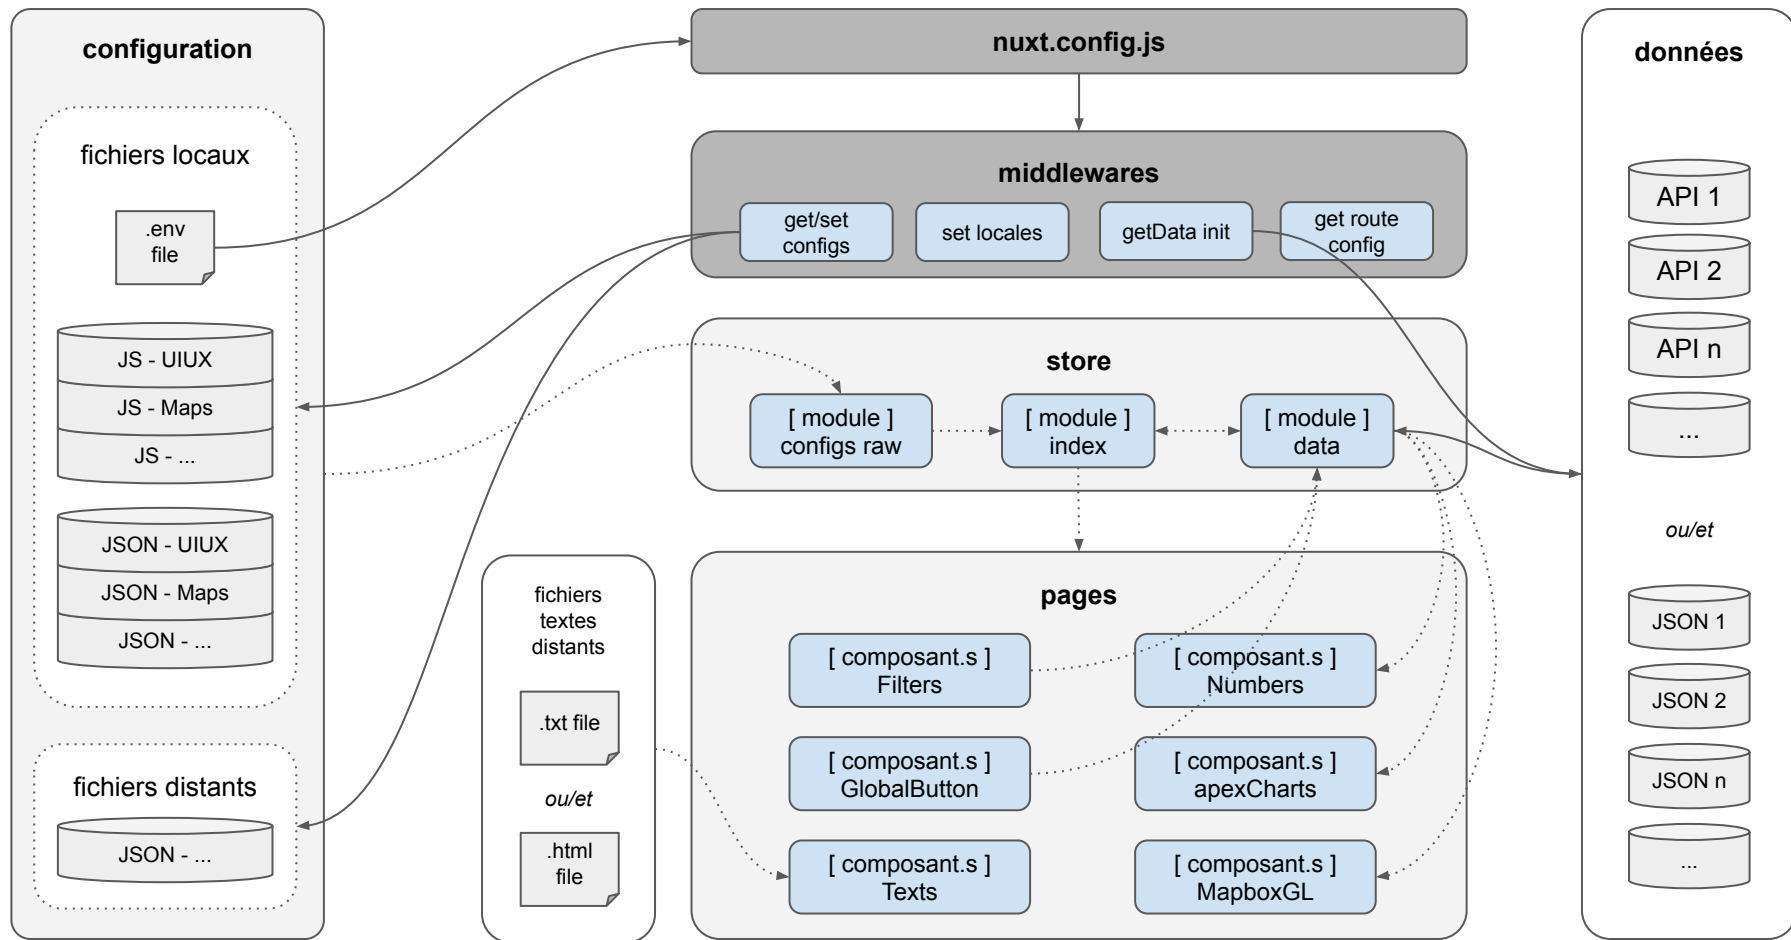 configuration
fichiers locaux
.env
file
JS - UIUX
JS - Maps
JS - ...
JSON - UIUX
JSON - Maps
JSON - ...
fichiers distants
JSON - ...
nuxt.config.js
middlewares
get/set
configs
set locales
getData init
get route
config
store
[ module ]
configs raw
[ module ]
index
[ module ]
data
fichiers
textes
distants
.txt file
ou/et
.html
file
pages
[ composant.s ]
Filters
[ composant.s ]
Numbers
[ composant.s ]
GlobalButton
[ composant.s ]
apexCharts
[ composant.s ]
Texts
[ composant.s ]
MapboxGL
données
API 1
API 2
API n
...
ou/et
JSON 1
JSON 2
JSON n
...